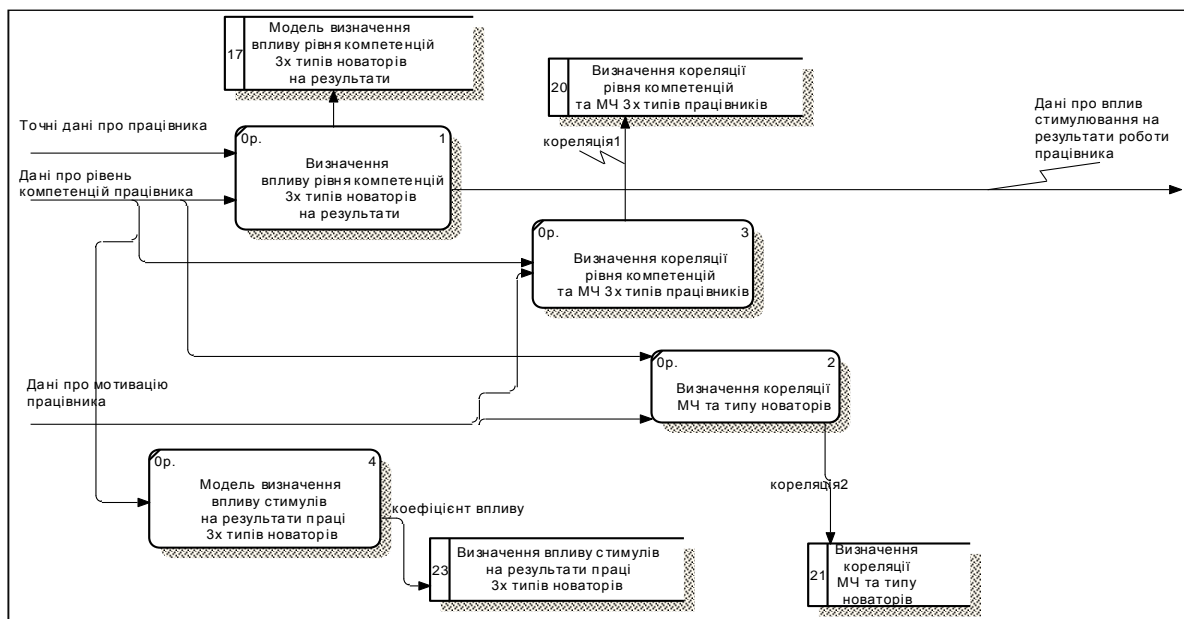 17
Модель визначення
впливу рівня компетенцій
3х типів новаторів
на результати
20
Визначення кореляції
рівня компетенцій
та МЧ 3х типів працівників
Дані про вплив
стимулювання на
результати роботи
працівника
Точні дані про працівника
кореляція1
0р.
1
Визначення
впливу рівня компетенцій
3х типів новаторів
на результати
Дані про рівень
компетенцій працівника
0р.
3
Визначення кореляції
рівня компетенцій
та МЧ 3х типів працівників
0р.
2
Визначення кореляції
МЧ та типу новаторів
Дані про мотивацію
працівника
0р.
4
Модель визначення
впливу стимулів
на результати праці
3х типів новаторів
кореляція2
коефіцієнт впливу
23
Визначення впливу стимулів
на результати праці
3х типів новаторів
21
Визначення
кореляції
МЧ та типу
новаторів